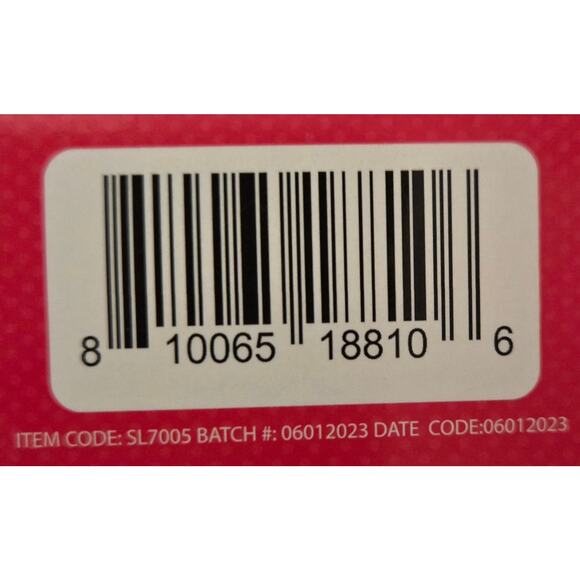 8 10065 18810 6
ITEM CODE: SL7005 BATCH #: 06012023 DATE CODE:06012023